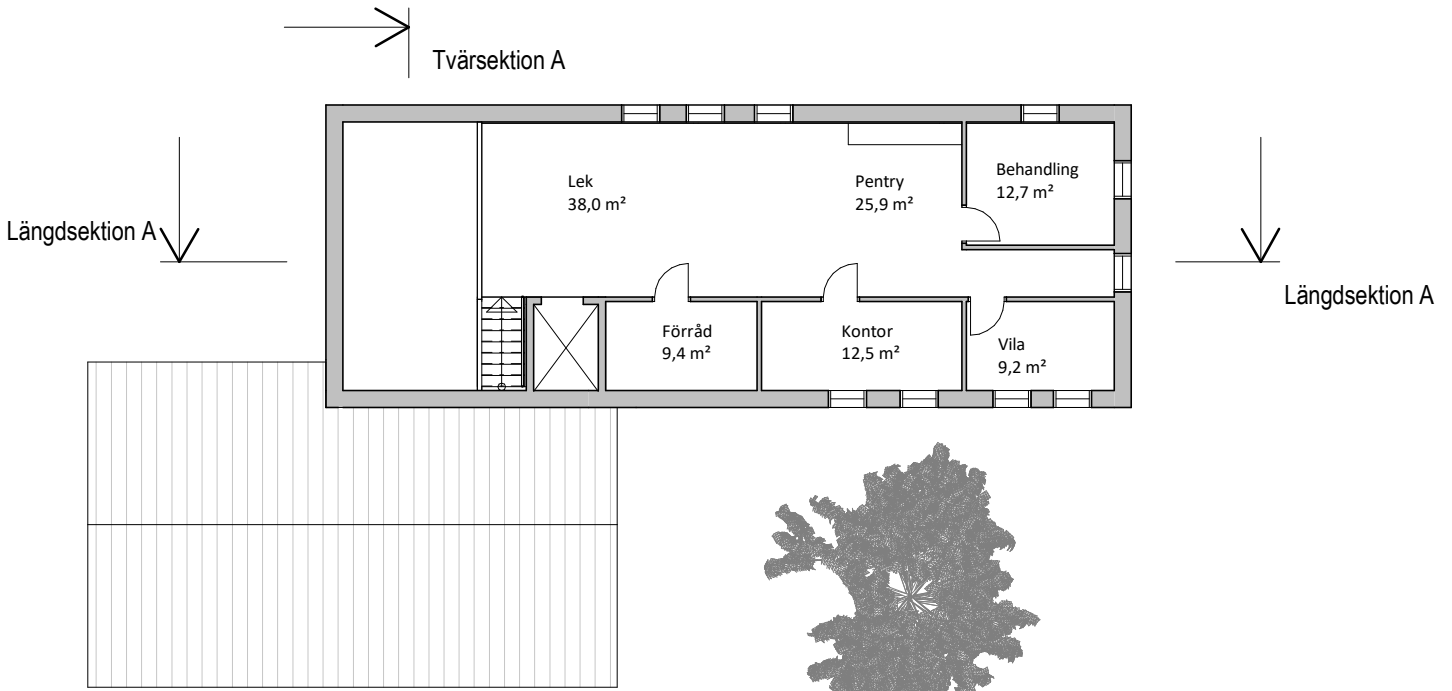 Tvärsektion A
Lek
38,0 m²
Pentry
25,9 m²
Behandling
12,7 m²
Längdsektion A
Längdsektion A
Förråd
9,4 m²
Kontor
12,5 m²
Vila
9,2 m²